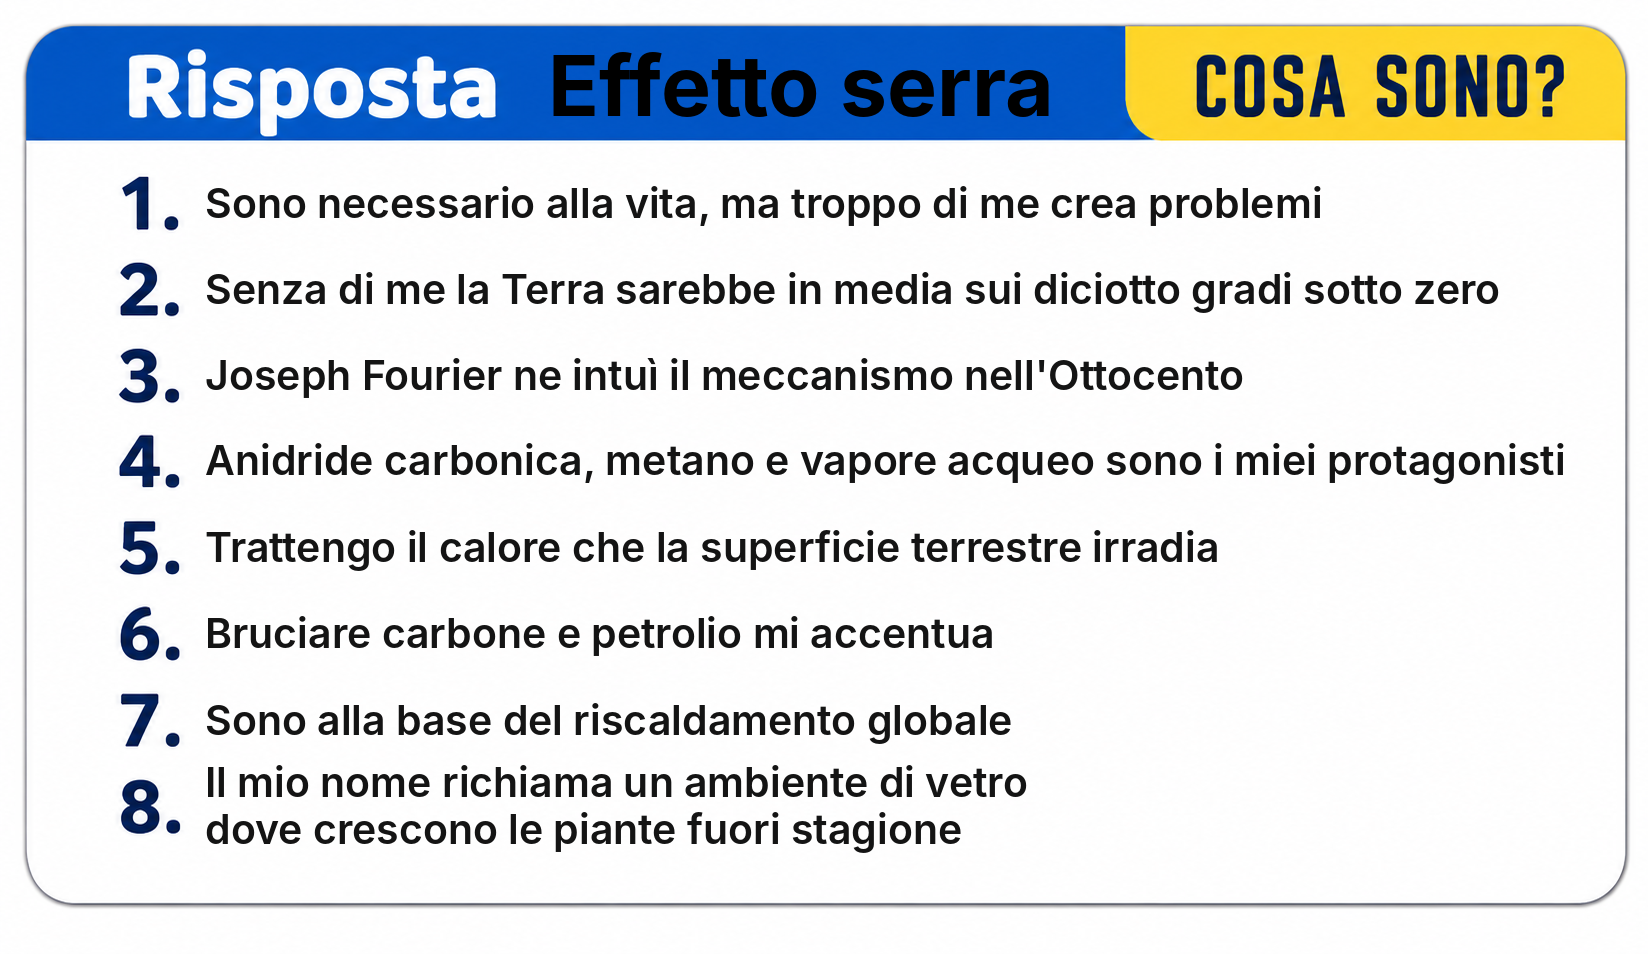 Risposta Effetto serra COSA SONO?
1. Sono necessario alla vita, ma troppo di me crea problemi
2. Senza di me la Terra sarebbe in media sui diciotto gradi sotto zero
3. Joseph Fourier ne intuì il meccanismo nell'Ottocento
4. Anidride carbonica, metano e vapore acqueo sono i miei protagonisti
5. Trattengo il calore che la superficie terrestre irradia
6. Bruciare carbone e petrolio mi accentua
7. Sono alla base del riscaldamento globale
8. Il mio nome richiama un ambiente di vetro
dove crescono le piante fuori stagione